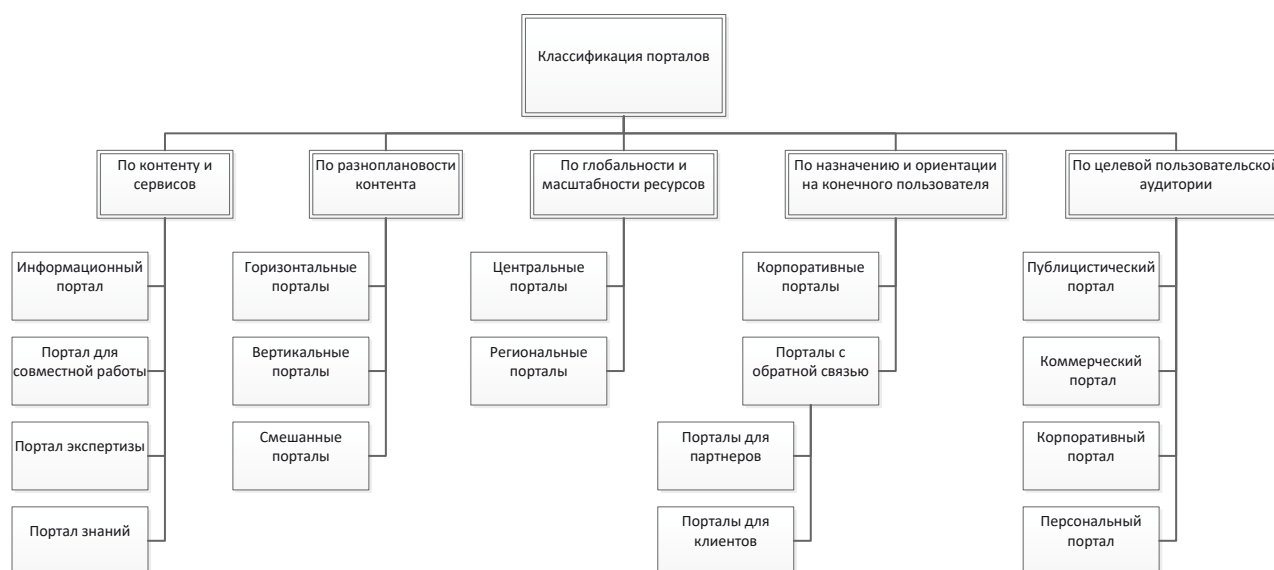 Классификация порталов
По контенту и
сервисов
По разноплановости
контента
По глобальности и
масштабности ресурсов
По назначению и ориентации
на конечного пользователя
По целевой пользовательской
аудитории
Информационный
портал
Портал для
совместной работы
Портал экспертизы
Портал знаний
Горизонтальные
порталы
Вертикальные
порталы
Смешанные
порталы
Центральные
порталы
Региональные
порталы
Корпоративные
порталы
Порталы с
обратной связью
Порталы для
партнеров
Порталы для
клиентов
Публицистический
портал
Коммерческий
портал
Корпоративный
портал
Персональный
портал